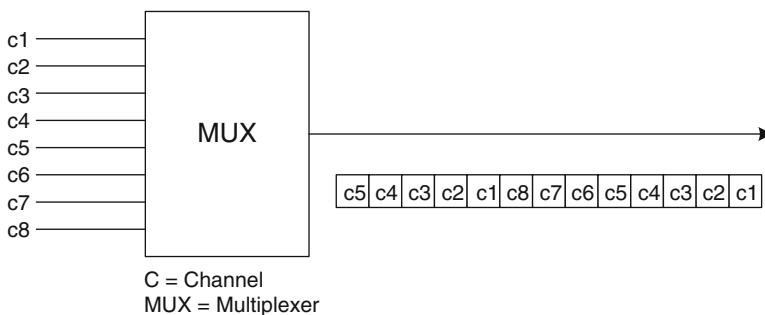 c1
c2
c3
c4
c5
c6
c7
c8
MUX
c5 c4 c3 c2 c1 c8 c7 c6 c5 c4 c3 c2 c1
C = Channel
MUX = Multiplexer